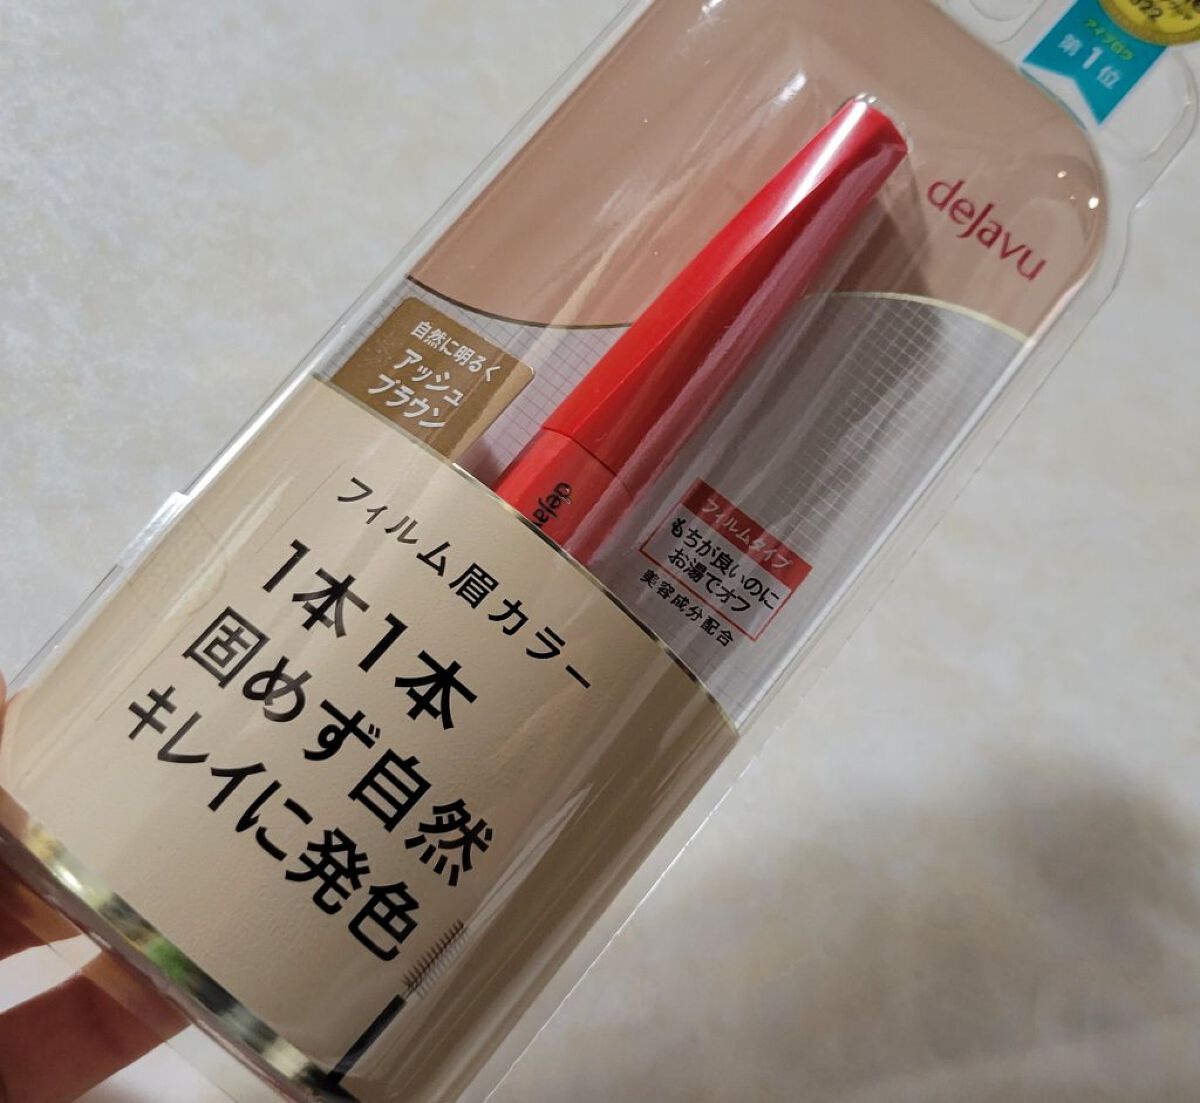 22
アイブロウ
第1位
dejavu
自然に明るく
アッシュ
ブラウン
dejav
フィルムタイプ
もちが良いのに
お湯でオフ
美容成分配合
フィルム眉カラー
1本1本
固めず自然
キレイに発色